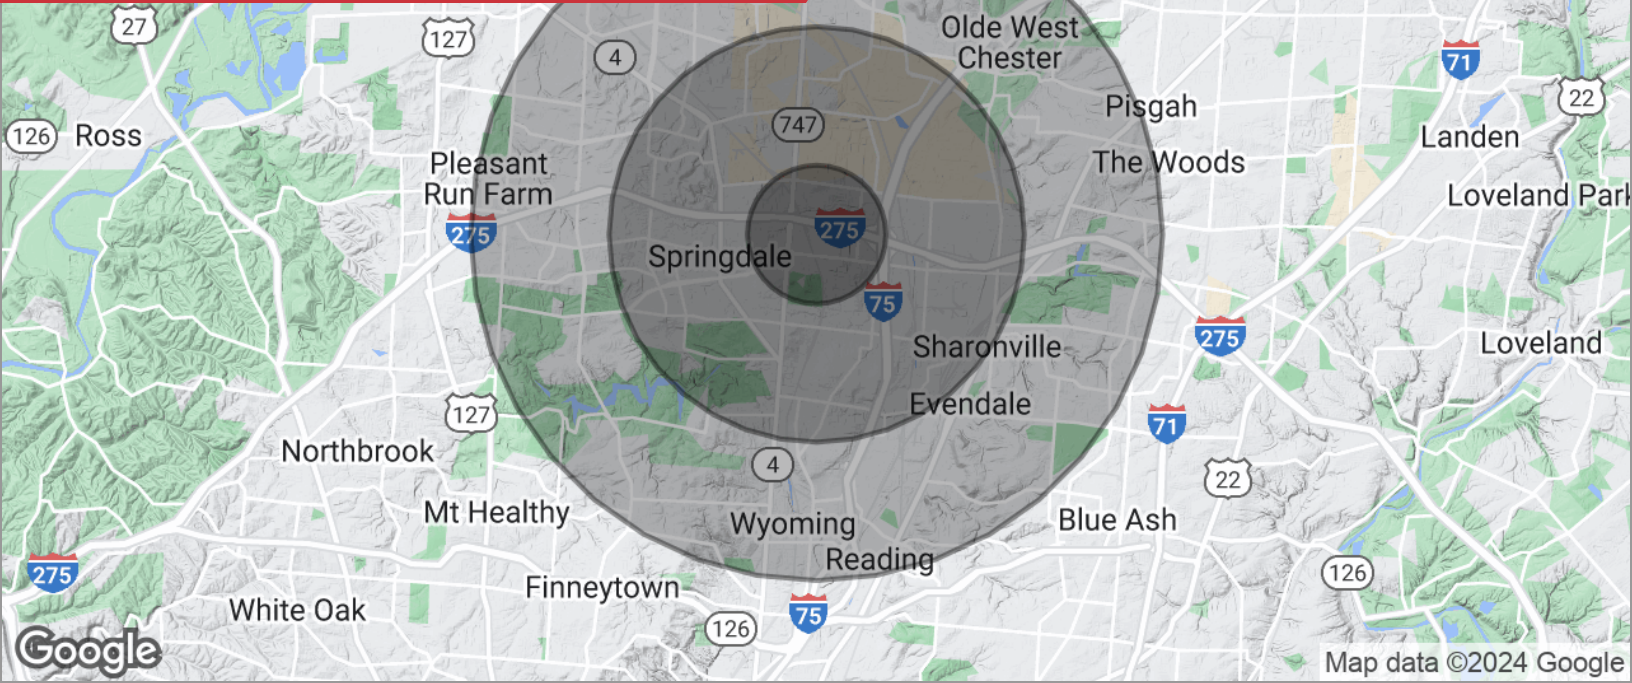 27
127
4
Olde West
Chester
71
22
747
Pisgah
126
Ross
Landen
Pleasant
Run Farm
The Woods
Loveland Park
275
275
Springdale
75
275
Sharonville
Loveland
Evendale
127
71
Northbrook
4
22
Mt Healthy
Wyoming
Blue Ash
Reading
275
126
Finneytown
White Oak
75
126
Google
Map data ©2024 Google